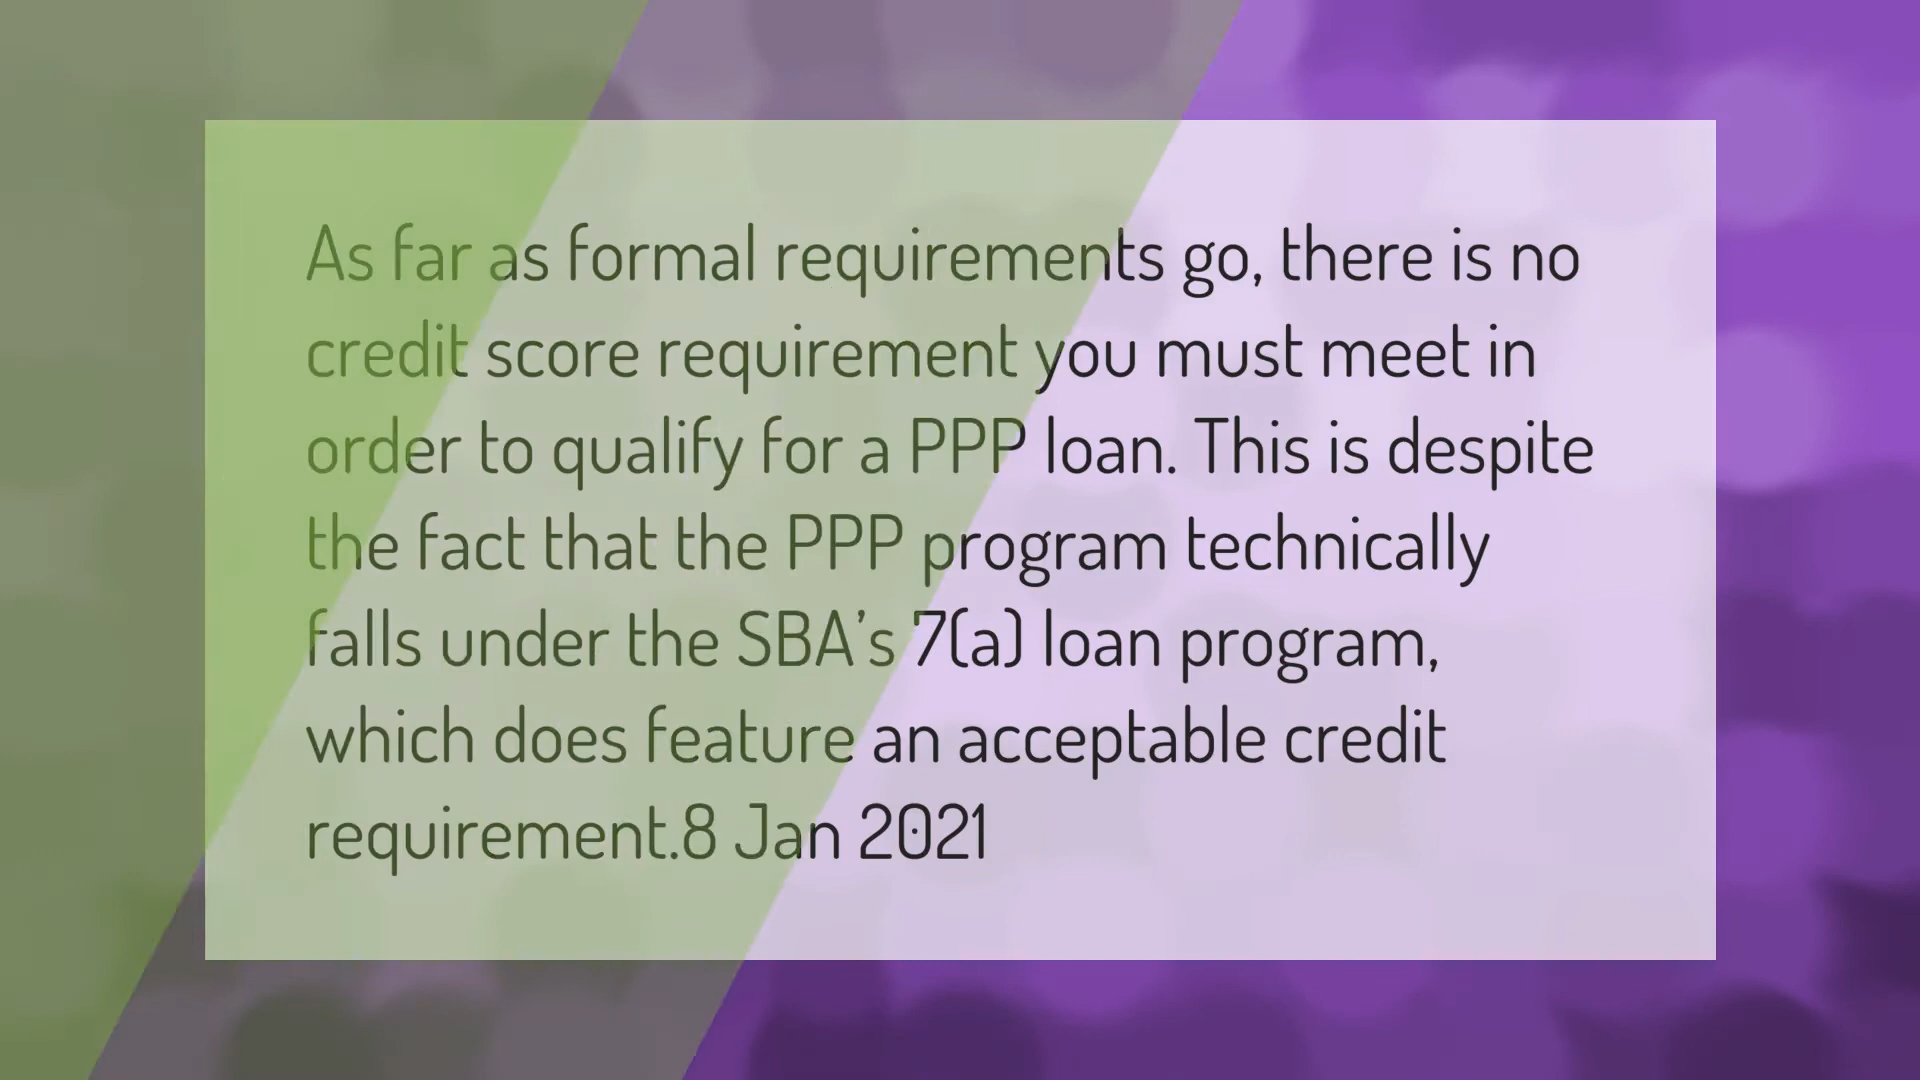 As far as formal requirements go, there is no
credit score requirement you must meet in
order to qualify for a PPP loan. This is despite
the fact that the PPP program technically
falls under the SBA’s 7(a) loan program,
which does feature an acceptable credit
requirement.8 Jan 2021